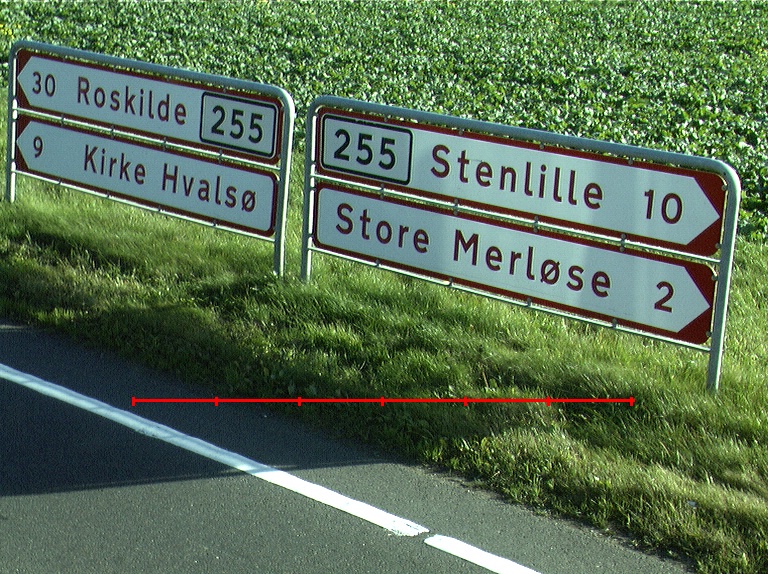 30 Roskilde 255
9 Kirke Hvalsø
255 Stenlille 10
Store Merløse 2